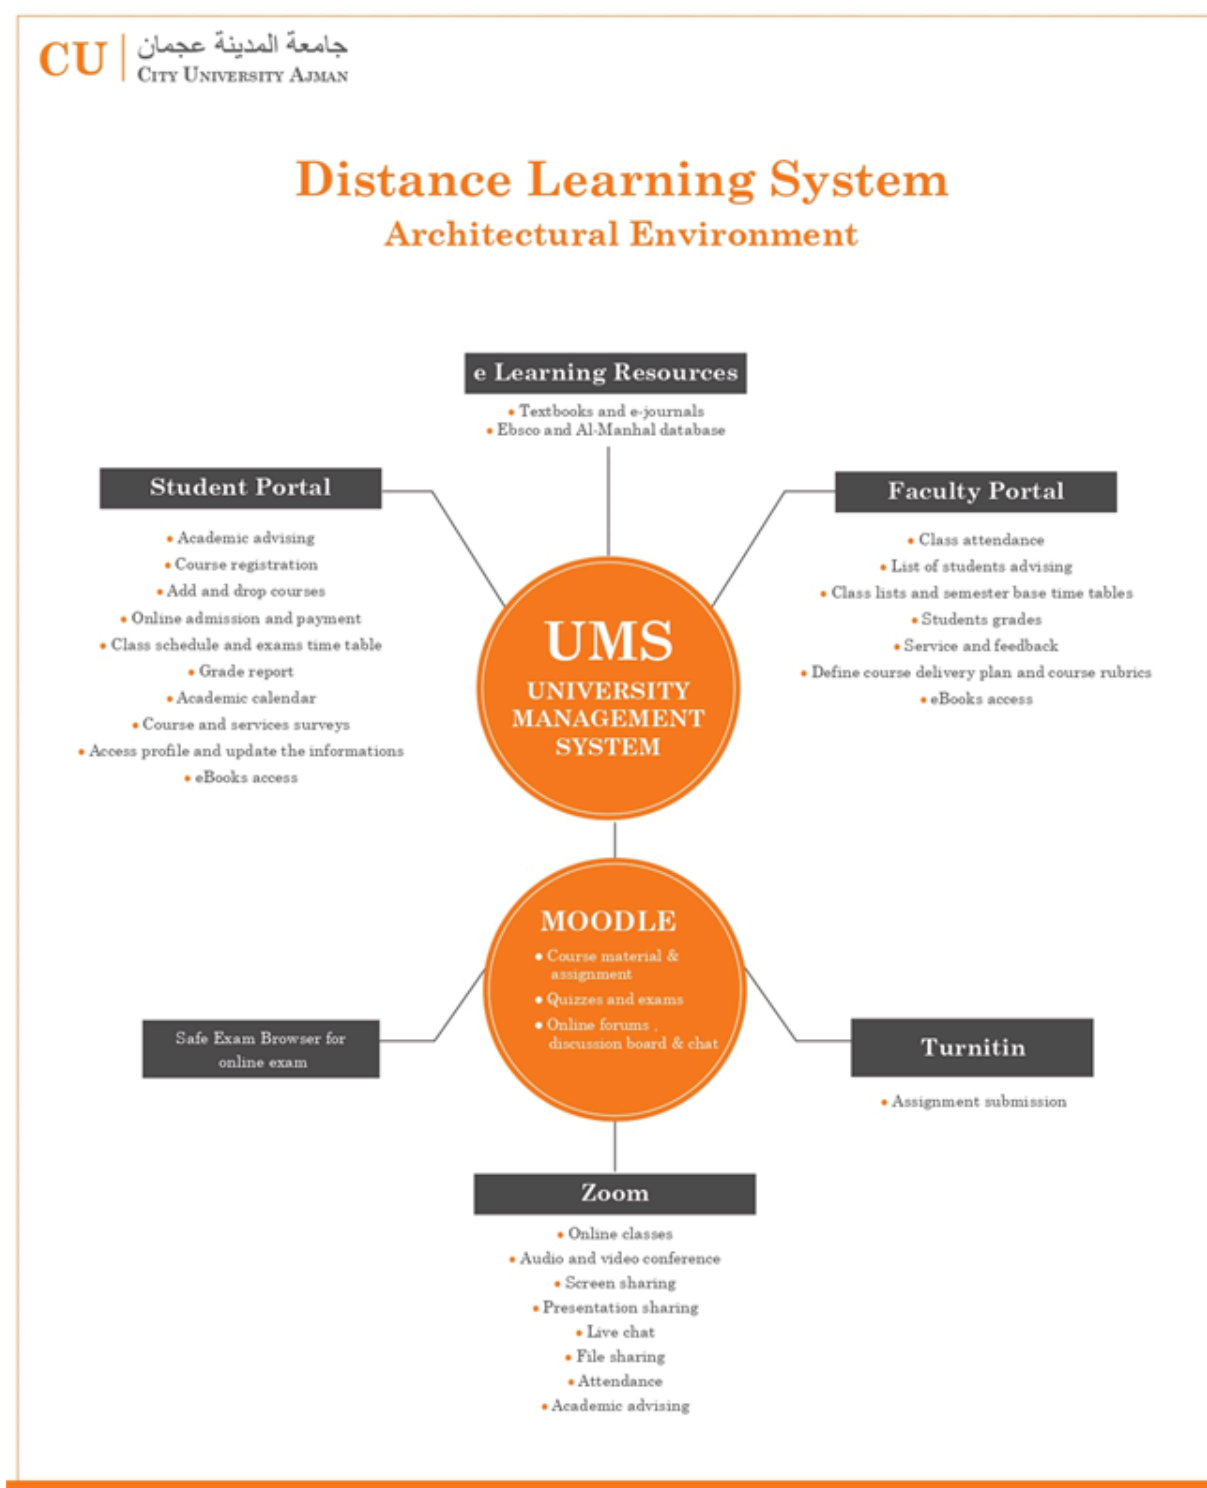 CU
جامعة المدينة عجمان
City University Ajman
Distance Learning System
Architectural Environment
e Learning Resources
• Textbooks and e-journals
• Ebsco and Al-Manhal database
Student Portal
• Academic advising
• Course registration
• Add and drop courses
• Online admission and payment
• Class schedule and exams time table
• Grade report
• Academic calendar
• Course and services surveys
• Access profile and update the informations
• eBooks access
Faculty Portal
• Class attendance
• List of students advising
• Class lists and semester base time tables
• Students grades
• Service and feedback
• Define course delivery plan and course rubrics
• eBooks access
UMS
UNIVERSITY
MANAGEMENT
SYSTEM
MOODLE
• Course material &
assignment
• Quizzes and exams
• Online forums ,
discussion board & chat
Safe Exam Browser for
online exam
Turnitin
• Assignment submission
Zoom
• Online classes
• Audio and video conference
• Screen sharing
• Presentation sharing
• Live chat
• File sharing
• Attendance
• Academic advising